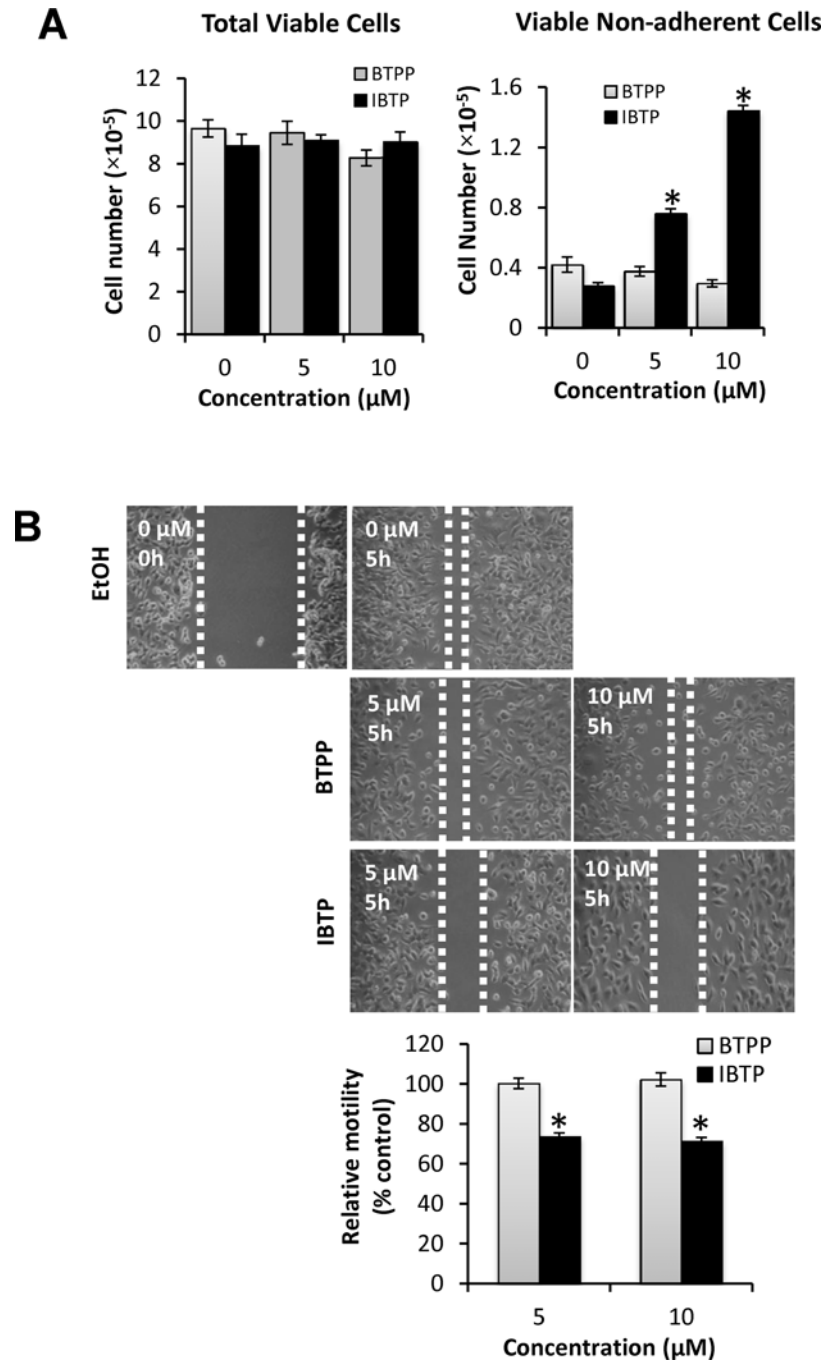 A
Total Viable Cells
Viable Non-adherent Cells
Cell number (×10⁻⁵)
12
10
8
6
4
2
0
BTPP
IBTP
0
5
10
Concentration (µM)
Cell Number (×10⁻⁵)
1.6
1.2
0.8
0.4
0
BTPP
IBTP
*
*
0
5
10
Concentration (µM)
B
EtOH
0 µM
0h
0 µM
5h
BTPP
5 µM
5h
10 µM
5h
IBTP
5 µM
5h
10 µM
5h
Relative motility
(% control)
120
100
80
60
40
20
0
BTPP
IBTP
*
*
5
10
Concentration (µM)